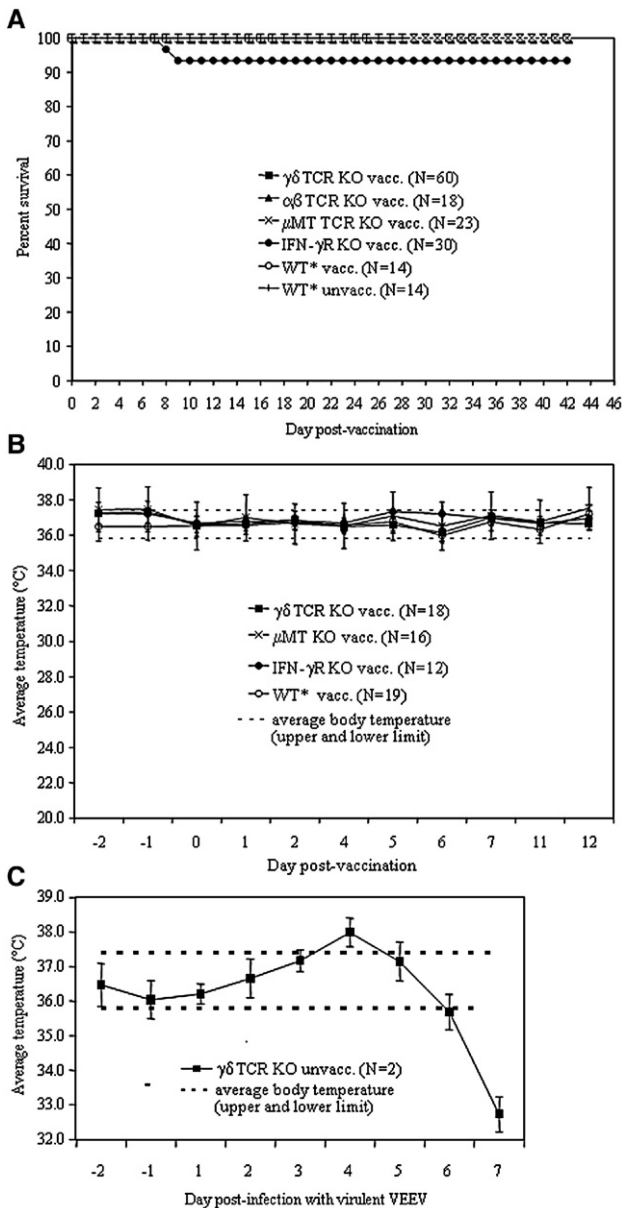 A
100
90
80
70
60
50
40
30
20
10
0
Percent survival
γδ TCR KO vacc. (N=60)
αβ TCR KO vacc. (N=18)
μMT TCR KO vacc. (N=23)
IFN-γR KO vacc. (N=30)
WT* vacc. (N=14)
WT* unvacc. (N=14)
0 2 4 6 8 10 12 14 16 18 20 22 24 26 28 30 32 34 36 38 40 42 44 46
Day post-vaccination
B
40.0
38.0
36.0
34.0
32.0
30.0
28.0
26.0
24.0
22.0
20.0
Average temperature (°C)
γδ TCR KO vacc. (N=18)
μMT KO vacc. (N=16)
IFN-γR KO vacc. (N=12)
WT* vacc. (N=19)
average body temperature
(upper and lower limit)
-2 -1 0 1 2 4 5 6 7 11 12
Day post-vaccination
C
39.0
38.0
37.0
36.0
35.0
34.0
33.0
32.0
Average temperature (°C)
γδ TCR KO unvacc. (N=2)
average body temperature
(upper and lower limit)
-2 -1 1 2 3 4 5 6 7
Day post-infection with virulent VEEV